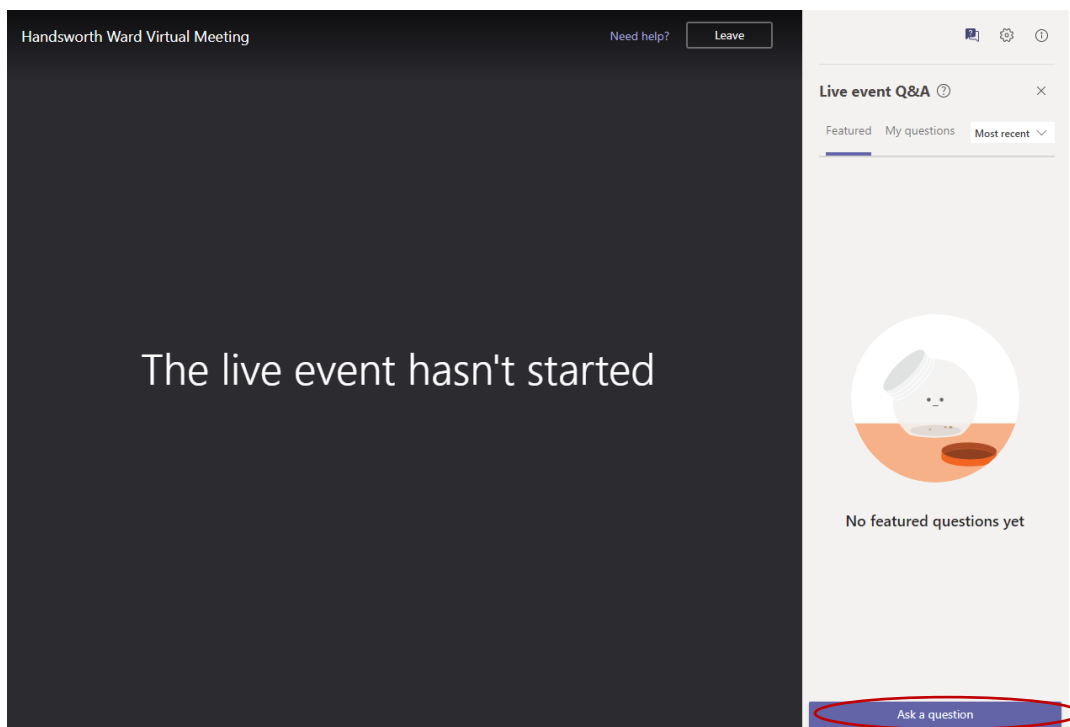 Handsworth Ward Virtual Meeting
Need help?
Leave
Live event Q&A
Featured
My questions
Most recent
The live event hasn't started
No featured questions yet
Ask a question